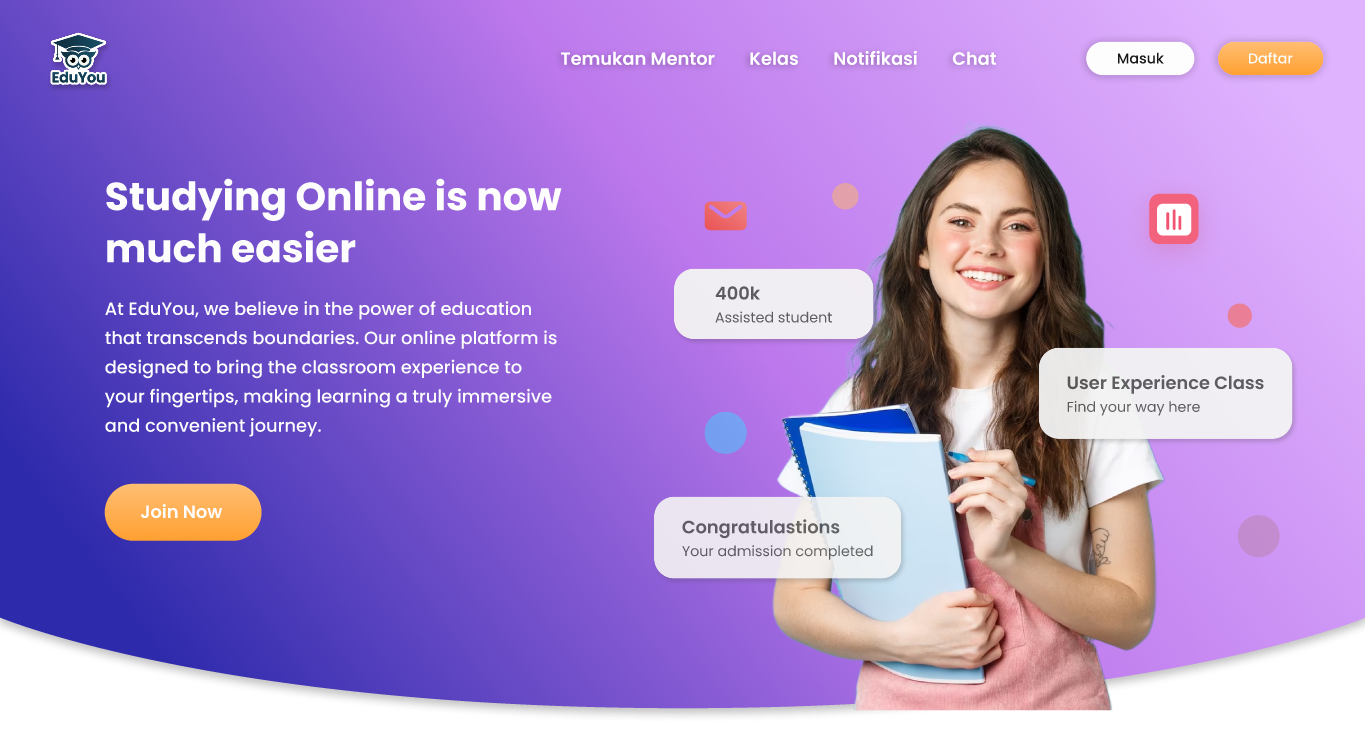 EduYou
Temukan Mentor
Kelas
Notifikasi
Chat
Masuk
Daftar
Studying Online is now
much easier
At EduYou, we believe in the power of education
that transcends boundaries. Our online platform is
designed to bring the classroom experience to
your fingertips, making learning a truly immersive
and convenient journey.
Join Now
400k
Assisted student
User Experience Class
Find your way here
Congratulastions
Your admission completed